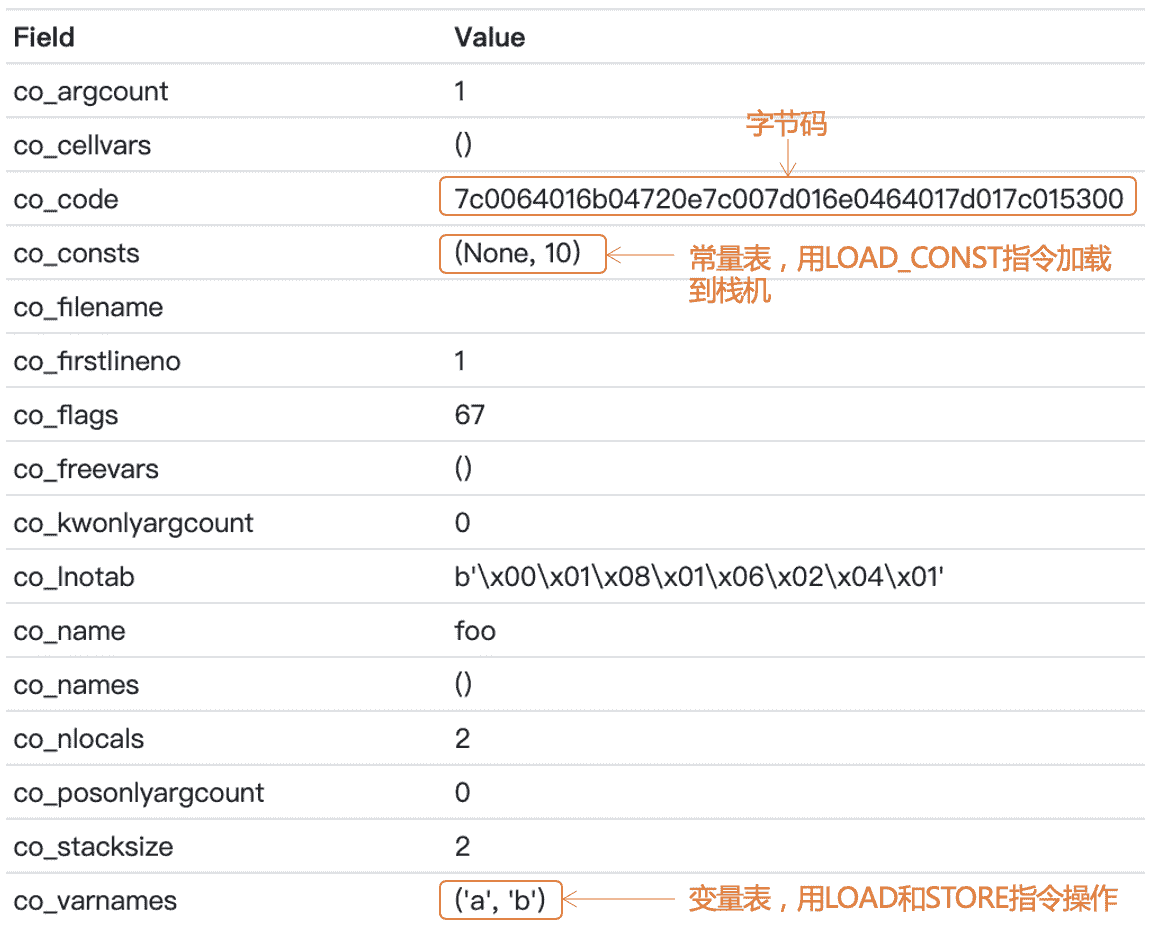 Field Value
co_argcount 1
字节码
co_cellvars ()
co_code 7c0064016b04720e7c007d016e0464017d017c015300
co_consts (None, 10) 常量表，用LOAD_CONST指令加载
到栈机
co_filename
co_firstlineno 1
co_flags 67
co_freevars ()
co_kwonlyargcount 0
co_lnotab b'\x00\x01\x08\x01\x06\x02\x04\x01'
co_name foo
co_names ()
co_nlocals 2
co_posonlyargcount 0
co_stacksize 2
co_varnames ('a', 'b') 变量表，用LOAD和STORE指令操作